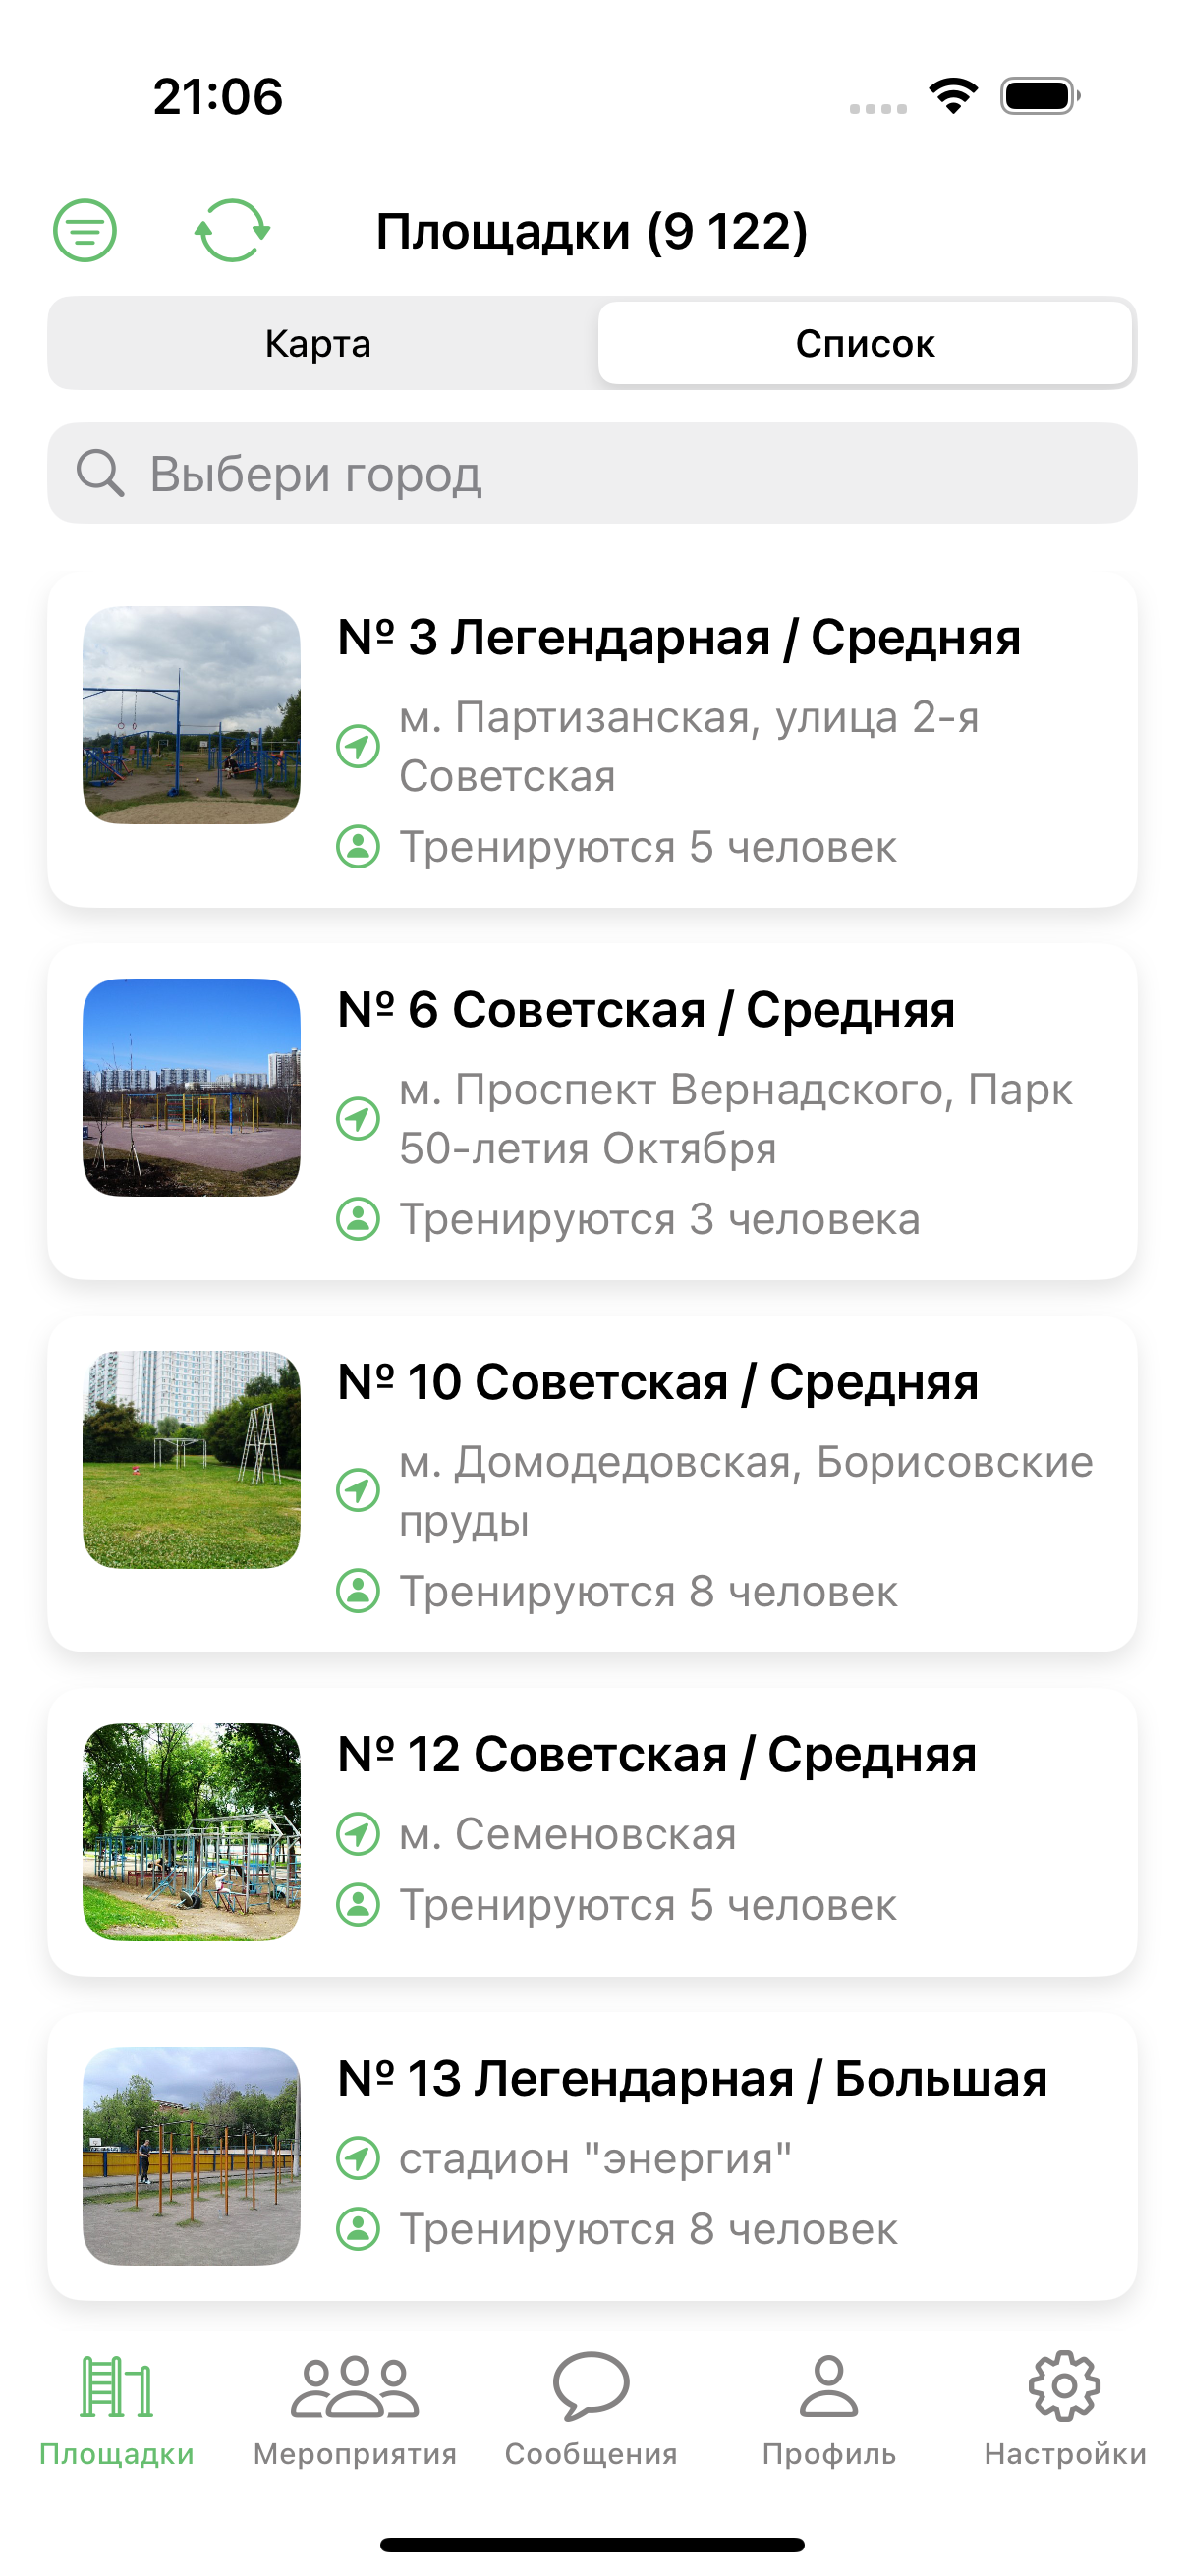 21:06
Площадки (9 122)
Карта
Список
Выбери город
№ 3 Легендарная / Средняя
м. Партизанская, улица 2-я
Советская
Тренируются 5 человек
№ 6 Советская / Средняя
м. Проспект Вернадского, Парк
50-летия Октября
Тренируются 3 человека
№ 10 Советская / Средняя
м. Домодедовская, Борисовские
пруды
Тренируются 8 человек
№ 12 Советская / Средняя
м. Семеновская
Тренируются 5 человек
№ 13 Легендарная / Большая
стадион "энергия"
Тренируются 8 человек
Площадки
Мероприятия
Сообщения
Профиль
Настройки